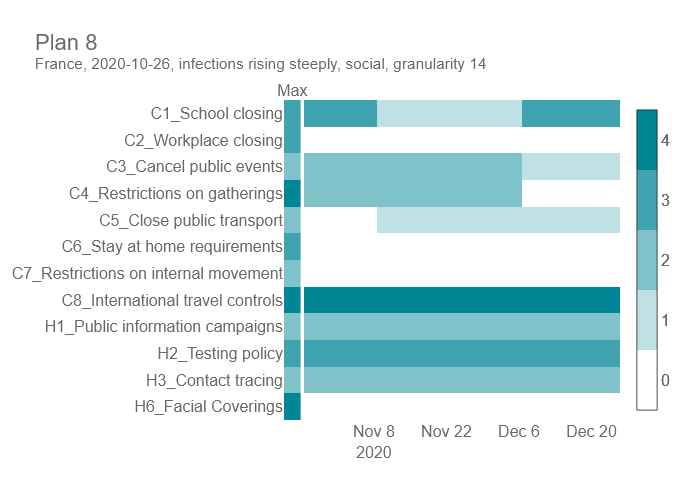 Plan 8
France, 2020-10-26, infections rising steeply, social, granularity 14
Max
C1_School closing
C2_Workplace closing
C3_Cancel public events
C4_Restrictions on gatherings
C5_Close public transport
C6_Stay at home requirements
C7_Restrictions on internal movement
C8_International travel controls
H1_Public information campaigns
H2_Testing policy
H3_Contact tracing
H6_Facial Coverings
4
3
2
1
0
Nov 8 Nov 22 Dec 6 Dec 20
2020